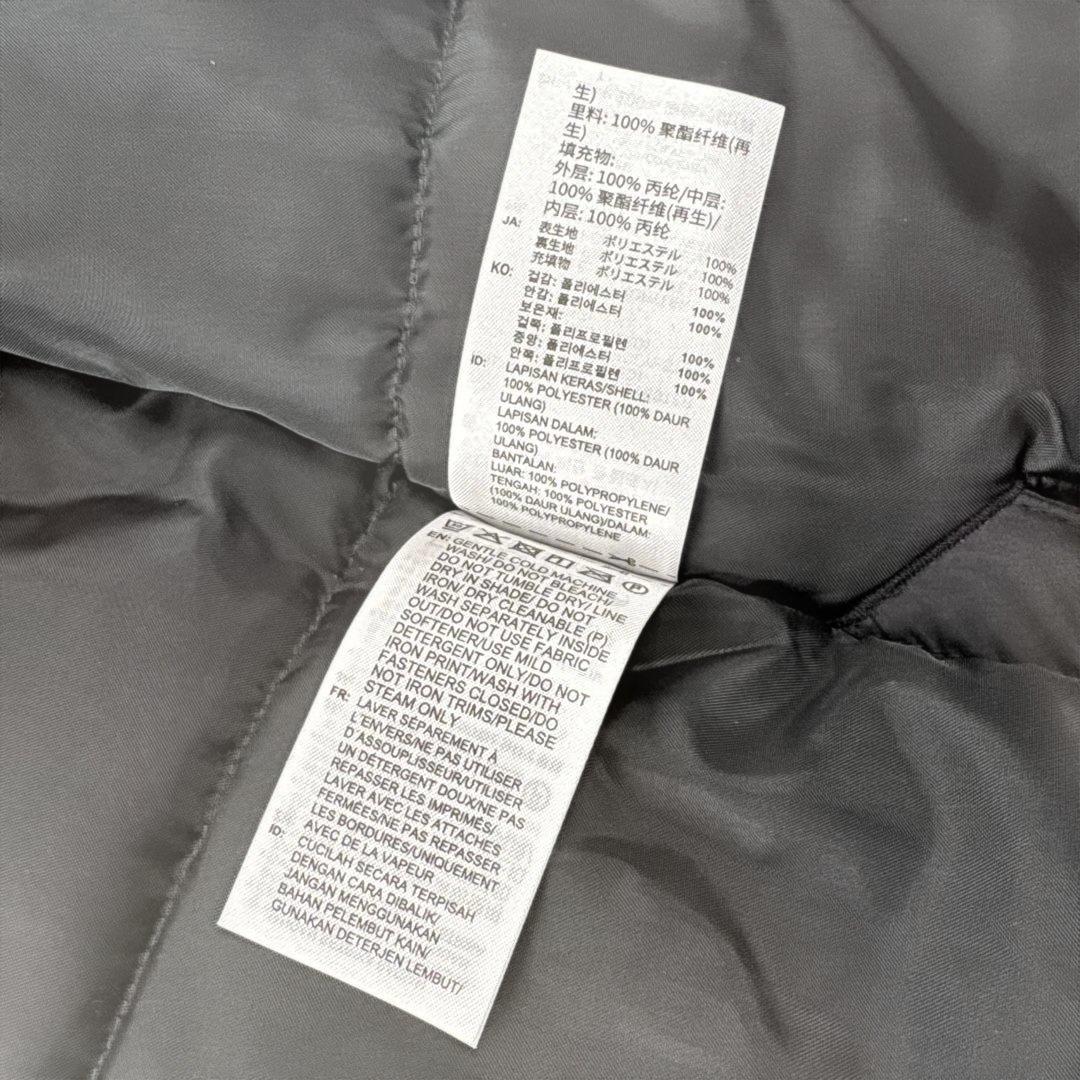 生)
里料: 100% 聚酯纤维(再
生)
填充物:
外层: 100% 丙纶/中层:
100% 聚酯纤维(再生)/
内层: 100% 丙纶
JA: 表生地 ポリエステル 100%
裏生地 ポリエステル 100%
充填物 ポリエステル 100%
KO: 겉감: 폴리에스터 100%
안감: 폴리에스터 100%
보온재:
겉쪽: 폴리프로필렌 100%
중앙: 폴리에스터 100%
안쪽: 폴리프로필렌 100%
ID: LAPISAN KERAS/SHELL:
100% POLYESTER (100% DAUR
ULANG)
LAPISAN DALAM:
100% POLYESTER (100% DAUR
ULANG)
BANTALAN:
LUAR: 100% POLYPROPYLENE/
TENGAH: 100% POLYESTER
(100% DAUR ULANG)/DALAM:
100% POLYPROPYLENE
EN: GENTLE COLD MACHINE
WASH/DO NOT BLEACH/
DO NOT TUMBLE DRY/ LINE
DRY, IN SHADE/DO NOT
IRON/ DRY CLEANABLE (P)
WASH SEPARATELY INSIDE
OUT/DO NOT USE FABRIC
SOFTENER/USE MILD
DETERGENT ONLY/DO NOT
IRON PRINT/WASH WITH
FASTENERS CLOSED/DO
NOT IRON TRIMS/PLEASE
STEAM ONLY
FR: LAVER SÉPAREMENT À
L'ENVERS/NE PAS UTILISER
D ASSOUPLISSEUR/UTILISER
UN DÉTERGENT DOUX/NE PAS
REPASSER LES IMPRIMÉS/
LAVER AVEC LES ATTACHES
FERMÉES/NE PAS REPASSER
LES BORDURES/UNIQUEMENT
AVEC DE LA VAPEUR
ID: CUCILAH SECARA TERPISAH
DENGAN CARA DIBALIK/
JANGAN MENGGUNAKAN
BAHAN PELEMBUT KAIN/
GUNAKAN DETERJEN LEMBUT/